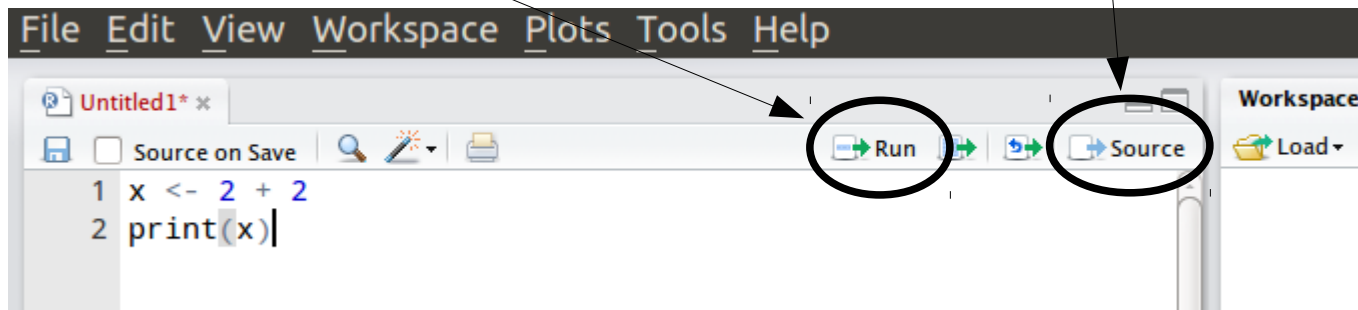 File Edit View Workspace Plots Tools Help
Untitled1* Workspace
Source on Save Run Source Load
1 x <- 2 + 2
2 print(x)